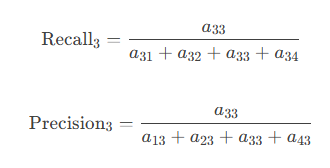 Recall₃ = a₃₃ / (a₃₁ + a₃₂ + a₃₃ + a₃₄)
Precision₃ = a₃₃ / (a₁₃ + a₂₃ + a₃₃ + a₄₃)